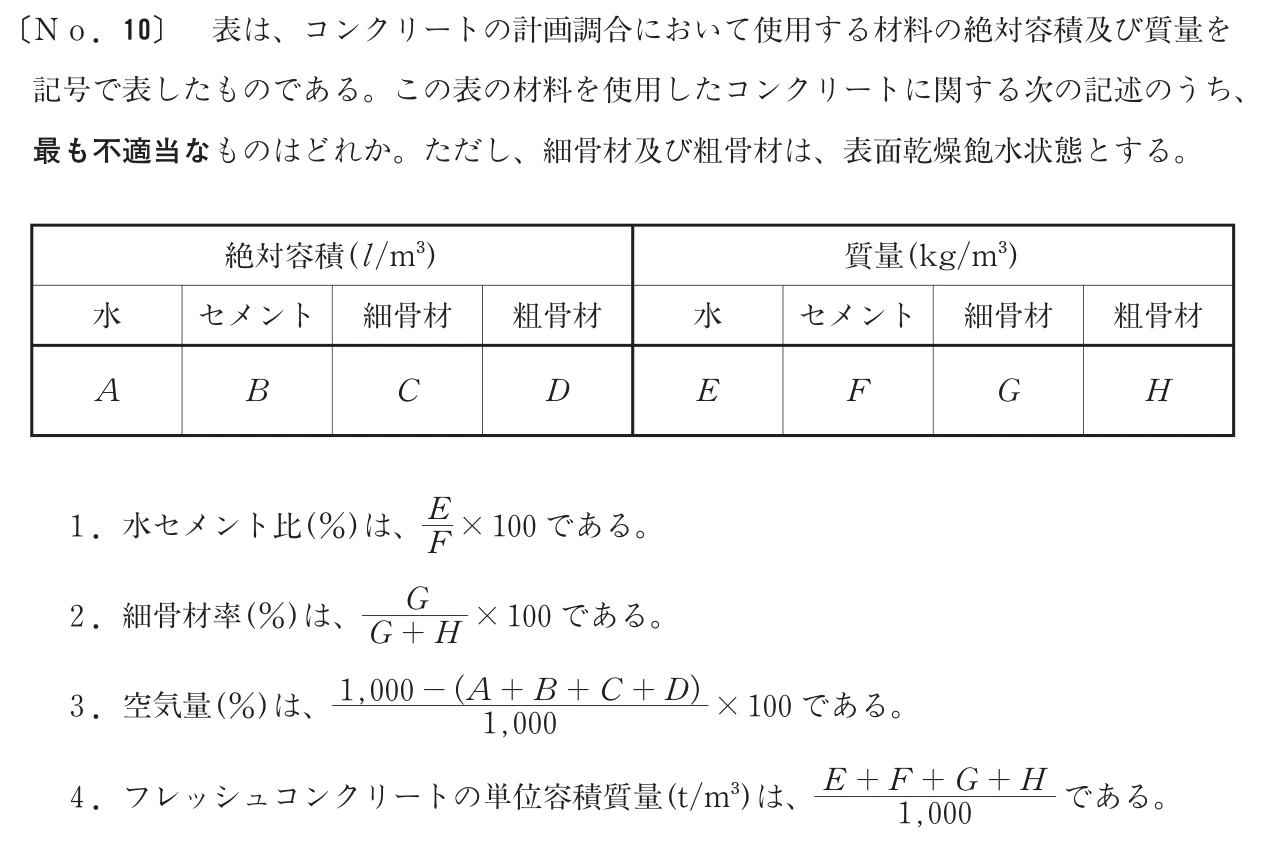 〔Ｎｏ．10〕　表は、コンクリートの計画調合において使用する材料の絶対容積及び質量を
記号で表したものである。この表の材料を使用したコンクリートに関する次の記述のうち、
最も不適当なものはどれか。ただし、細骨材及び粗骨材は、表面乾燥飽水状態とする。
絶対容積(l/m³) 質量(kg/m³)
水 セメント 細骨材 粗骨材 水 セメント 細骨材 粗骨材
A B C D E F G H
1．水セメント比(%)は、E/F × 100 である。
2．細骨材率(%)は、G/(G + H) × 100 である。
3．空気量(%)は、1,000 − (A + B + C + D)/1,000 × 100 である。
4．フレッシュコンクリートの単位容積質量(t/m³)は、E + F + G + H/1,000 である。